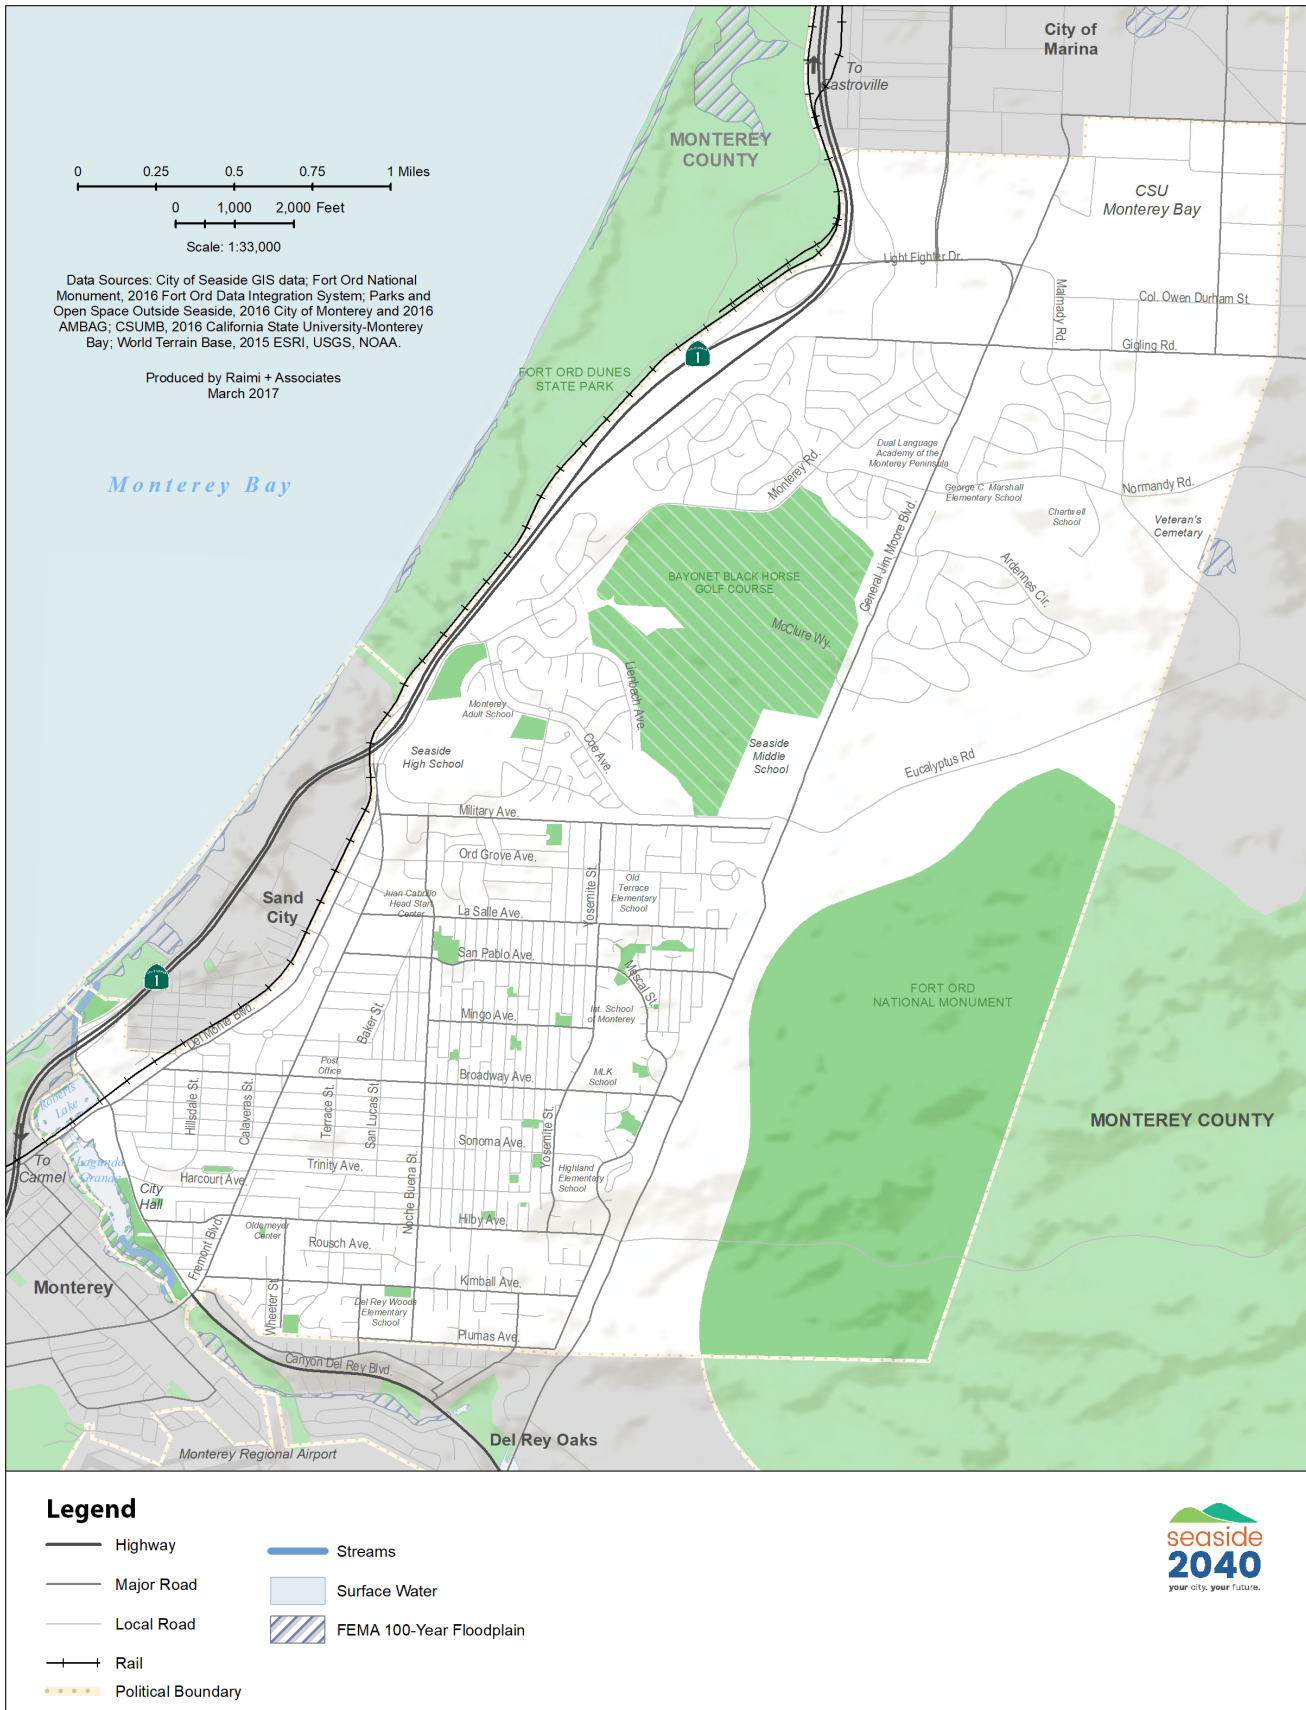 City of
Marina
To
Castroville
MONTEREY
COUNTY
0 0.25 0.5 0.75 1 Miles
0 1,000 2,000 Feet
Scale: 1:33,000
Data Sources: City of Seaside GIS data; Fort Ord National
Monument, 2016 Fort Ord Data Integration System; Parks and
Open Space Outside Seaside, 2016 City of Monterey and 2016
AMBAG; CSUMB, 2016 California State University-Monterey
Bay; World Terrain Base, 2015 ESRI, USGS, NOAA.
Produced by Raimi + Associates
March 2017
CSU
Monterey Bay
Light Fighter Dr.
Malmady Rd.
Col. Owen Durham St.
Gigling Rd.
1
FORT ORD DUNES
STATE PARK
Monterey Bay
Monterey Rd.
Dual Language
Academy of the
Monterey Peninsula
George C. Marshall
Elementary School
Normandy Rd.
Chartwell
School
Veteran's
Cemetery
General Jim Moore Blvd.
Ardennes Cir.
BAYONET BLACK HORSE
GOLF COURSE
McClure Wy.
Lienbach Ave.
Monterey
Adult School
Coe Ave.
Seaside
High School
Seaside
Middle
School
Eucalyptus Rd
Military Ave.
Ord Grove Ave.
Yosemite St.
Old
Terrace
Elementary
School
Juan Cabrillo
Head Start
Center
La Salle Ave.
Sand
City
San Pablo Ave.
Mescal St.
1
FORT ORD
NATIONAL MONUMENT
Mingo Ave.
Int. School
of Monterey
Del Monte Blvd.
Baker St.
Post
Office
Broadway Ave.
MLK
School
Roberts
Lake
Hillsdale St.
Calaveras St.
Terrace St.
San Lucas St.
Yosemite St.
MONTEREY COUNTY
Sonoma Ave.
To
Carmel
Laguna
Grande
Trinity Ave.
Harcourt Ave.
Noche Buena St.
Highland
Elementary
School
City
Hall
Hilby Ave.
Oldemeyer
Center
Rousch Ave.
Fremont Blvd.
Monterey
Kimball Ave.
Wheeler St.
Del Rey Woods
Elementary
School
Plumas Ave.
Canyon Del Rey Blvd.
Del Rey Oaks
Monterey Regional Airport
Legend
Highway
Major Road
Local Road
Rail
Political Boundary
Streams
Surface Water
FEMA 100-Year Floodplain
seaside
2040
your city. your future.